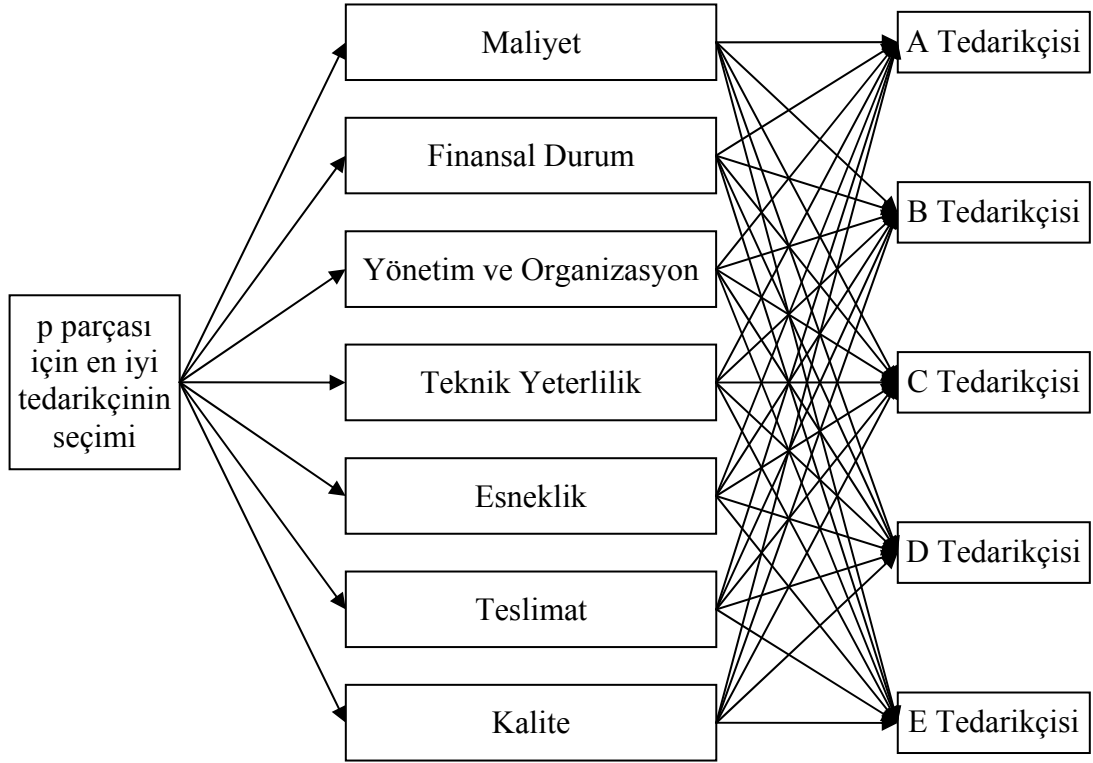 p parçası
için en iyi
tedarikçinin
seçimi
Maliyet
Finansal Durum
Yönetim ve Organizasyon
Teknik Yeterlilik
Esneklik
Teslimat
Kalite
A Tedarikçisi
B Tedarikçisi
C Tedarikçisi
D Tedarikçisi
E Tedarikçisi